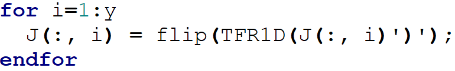 for i=1:y
  J(:, i) = flip(TFR1D(J(:, i)')');
endfor